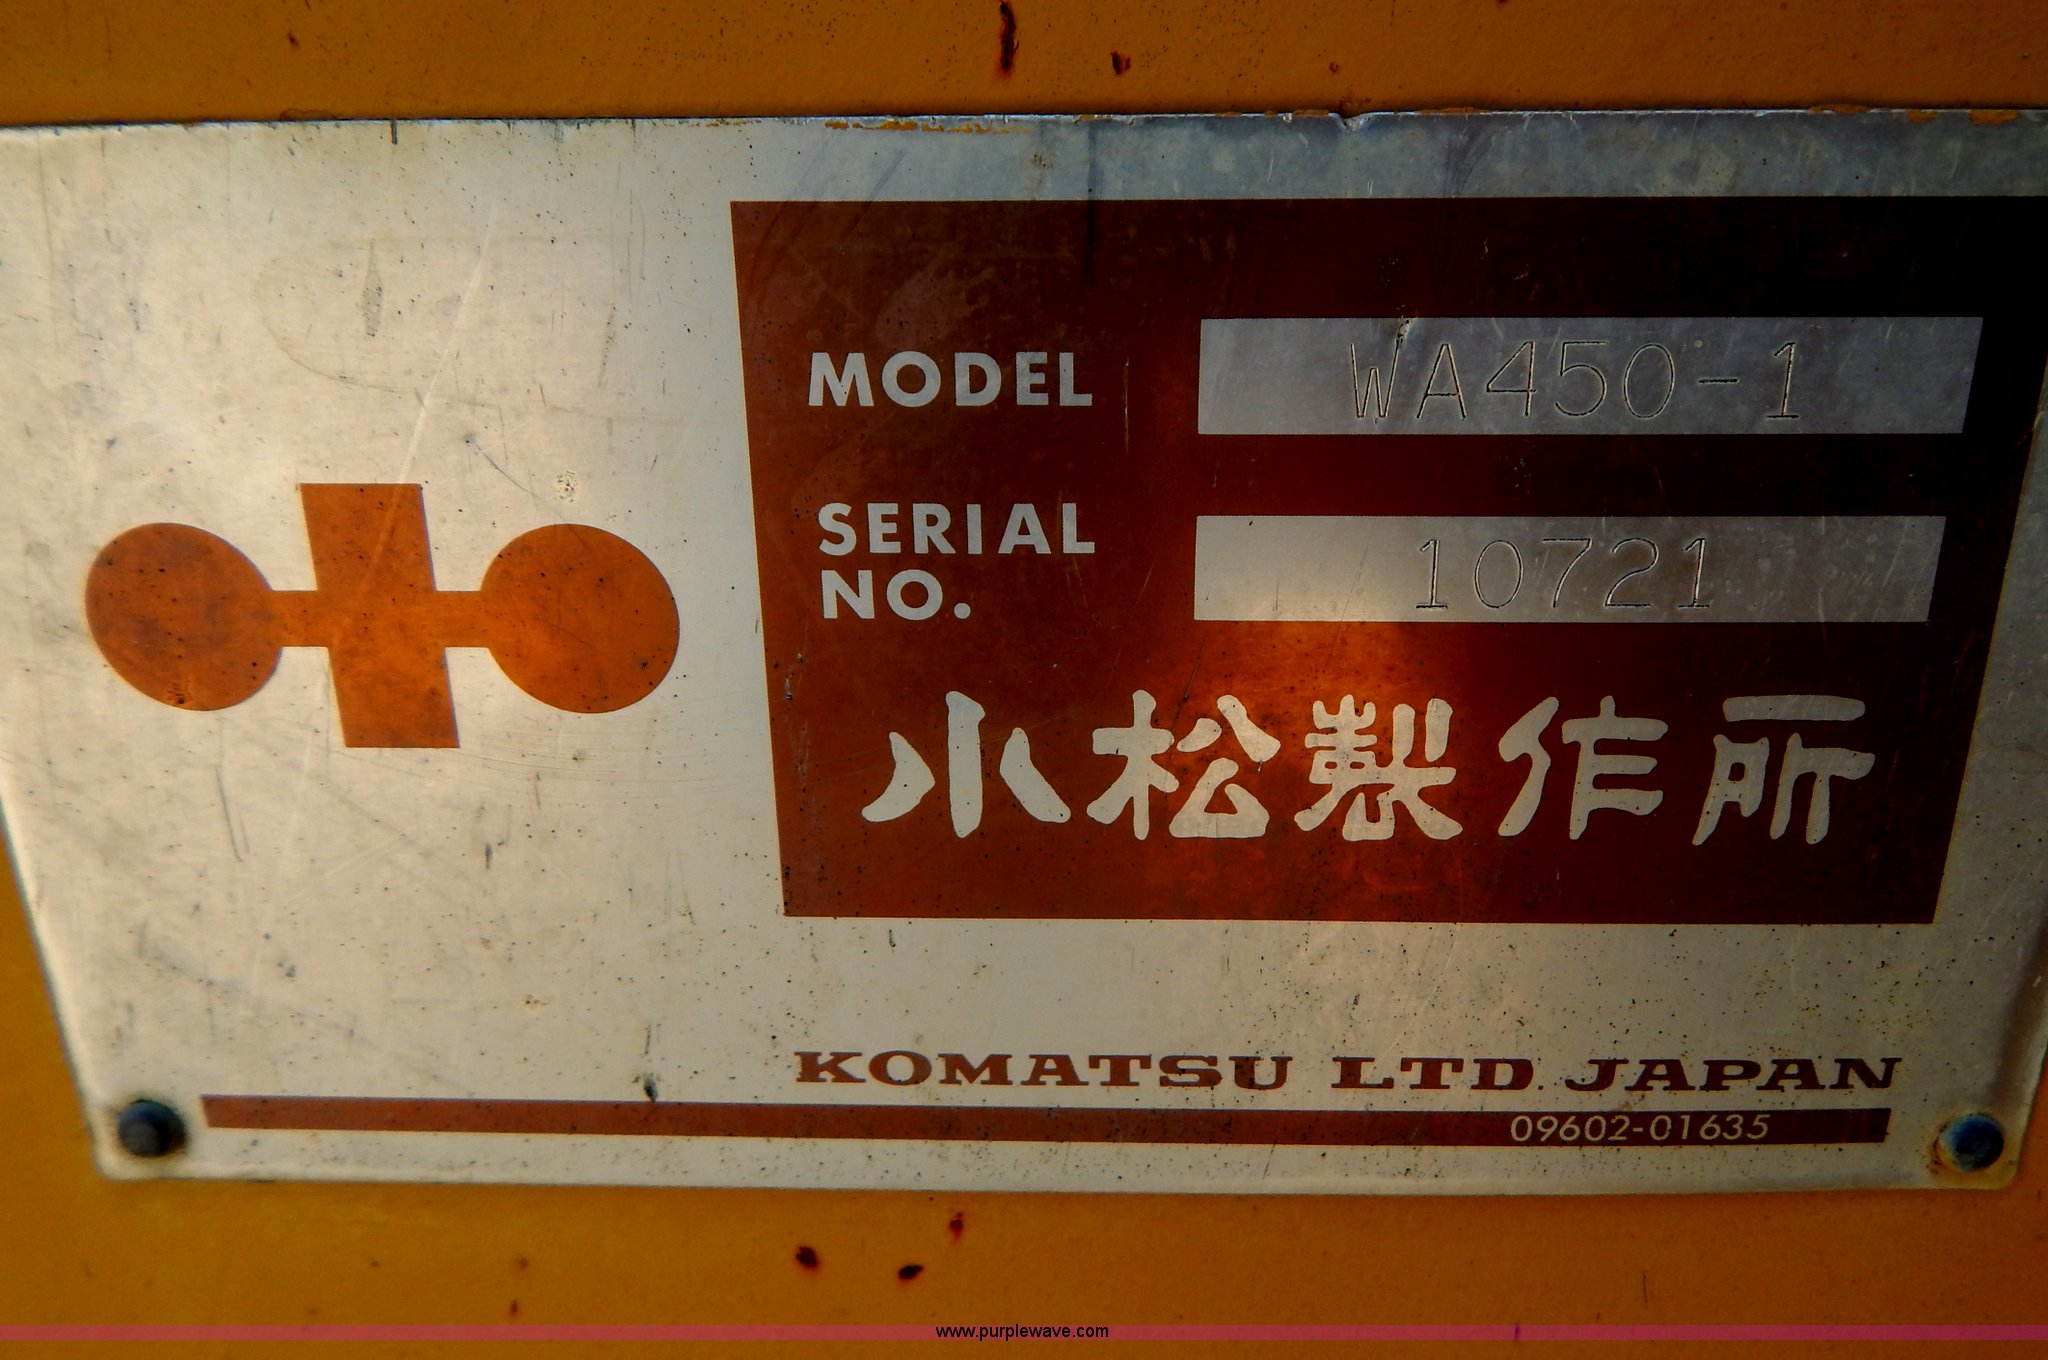 MODEL WA450-1
SERIAL NO. 10721
小松製作所
KOMATSU LTD. JAPAN
09602-01635
www.purplewave.com